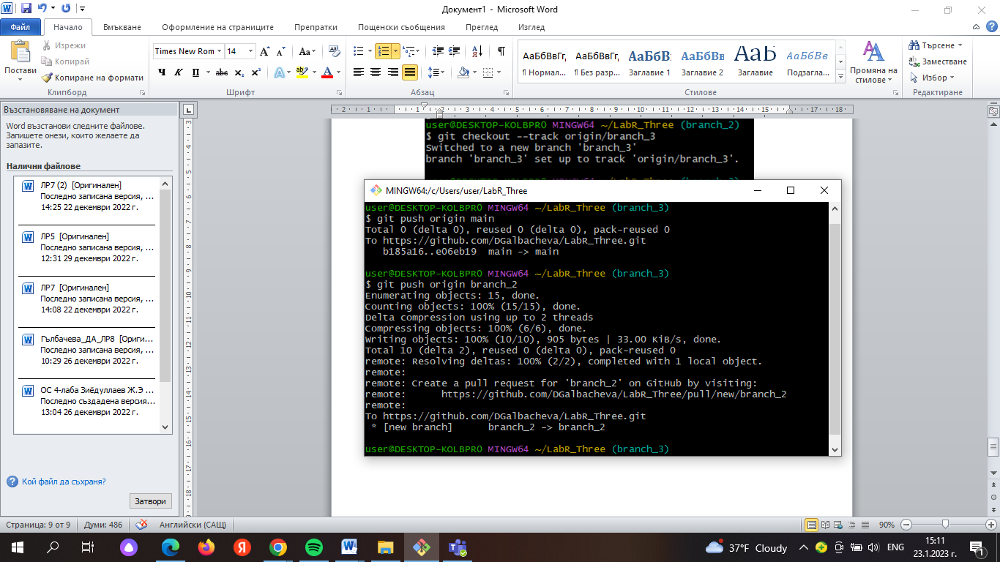 Документ1 - Microsoft Word
Файл
Начало
Вмъкване
Оформление на страниците
Препратки
Пощенски съобщения
Преглед
Изглед
Постави
Изрежи
Копирай
Копиране на формати
Клипборд
Times New Rom
14
Шрифт
Абзац
АаБбВвГг,
¶ Нормал...
АаБбВвГг,
¶ Без разр...
АаБбВ
Заглавие 1
АаБбВв
Заглавие 2
АаБ
Заглавие
АаБбВв.
Подзагла...
Стилове
Промяна на
стилове
Търсене
Заместване
Избор
Редактиране
Възстановяване на документ
Word възстанови следните файлове.
Запишете онези, които желаете да
запазите.
Налични файлове
ЛР7 (2) [Оригинален]
Последно записана версия, ...
14:25 22 декември 2022 г.
ЛР5 [Оригинален]
Последно записана версия, ...
12:31 29 декември 2022 г.
ЛР7 [Оригинален]
Последно записана версия, ...
14:08 22 декември 2022 г.
Гълбачева_ДА_ЛР8 [Ориги...
Последно записана версия, ...
10:29 26 декември 2022 г.
ОС 4-лаба Зиёдуллаев Ж.Э ...
Последно създадена версия...
13:04 26 декември 2022 г.
Кой файл да съхраня?
Затвори
user@DESKTOP-KOLBPR0 MINGW64 ~/LabR_Three (branch_2)
$ git checkout --track origin/branch_3
Switched to a new branch 'branch_3'
branch 'branch_3' set up to track 'origin/branch_3'.
MINGW64:/c/Users/user/LabR_Three
user@DESKTOP-KOLBPR0 MINGW64 ~/LabR_Three (branch_3)
$ git push origin main
Total 0 (delta 0), reused 0 (delta 0), pack-reused 0
To https://github.com/DGalbacheva/LabR_Three.git
b185a16..e06eb19  main -> main
user@DESKTOP-KOLBPR0 MINGW64 ~/LabR_Three (branch_3)
$ git push origin branch_2
Enumerating objects: 15, done.
Counting objects: 100% (15/15), done.
Delta compression using up to 2 threads
Compressing objects: 100% (6/6), done.
Writing objects: 100% (10/10), 905 bytes | 33.00 KiB/s, done.
Total 10 (delta 2), reused 0 (delta 0), pack-reused 0
remote: Resolving deltas: 100% (2/2), completed with 1 local object.
remote:
remote: Create a pull request for 'branch_2' on GitHub by visiting:
remote:      https://github.com/DGalbacheva/LabR_Three/pull/new/branch_2
remote:
To https://github.com/DGalbacheva/LabR_Three.git
* [new branch]      branch_2 -> branch_2
user@DESKTOP-KOLBPR0 MINGW64 ~/LabR_Three (branch_3)
Страница: 9 от 9
Думи: 486
Английски (САЩ)
90%
37°F Cloudy
ENG
15:11
23.1.2023 г.